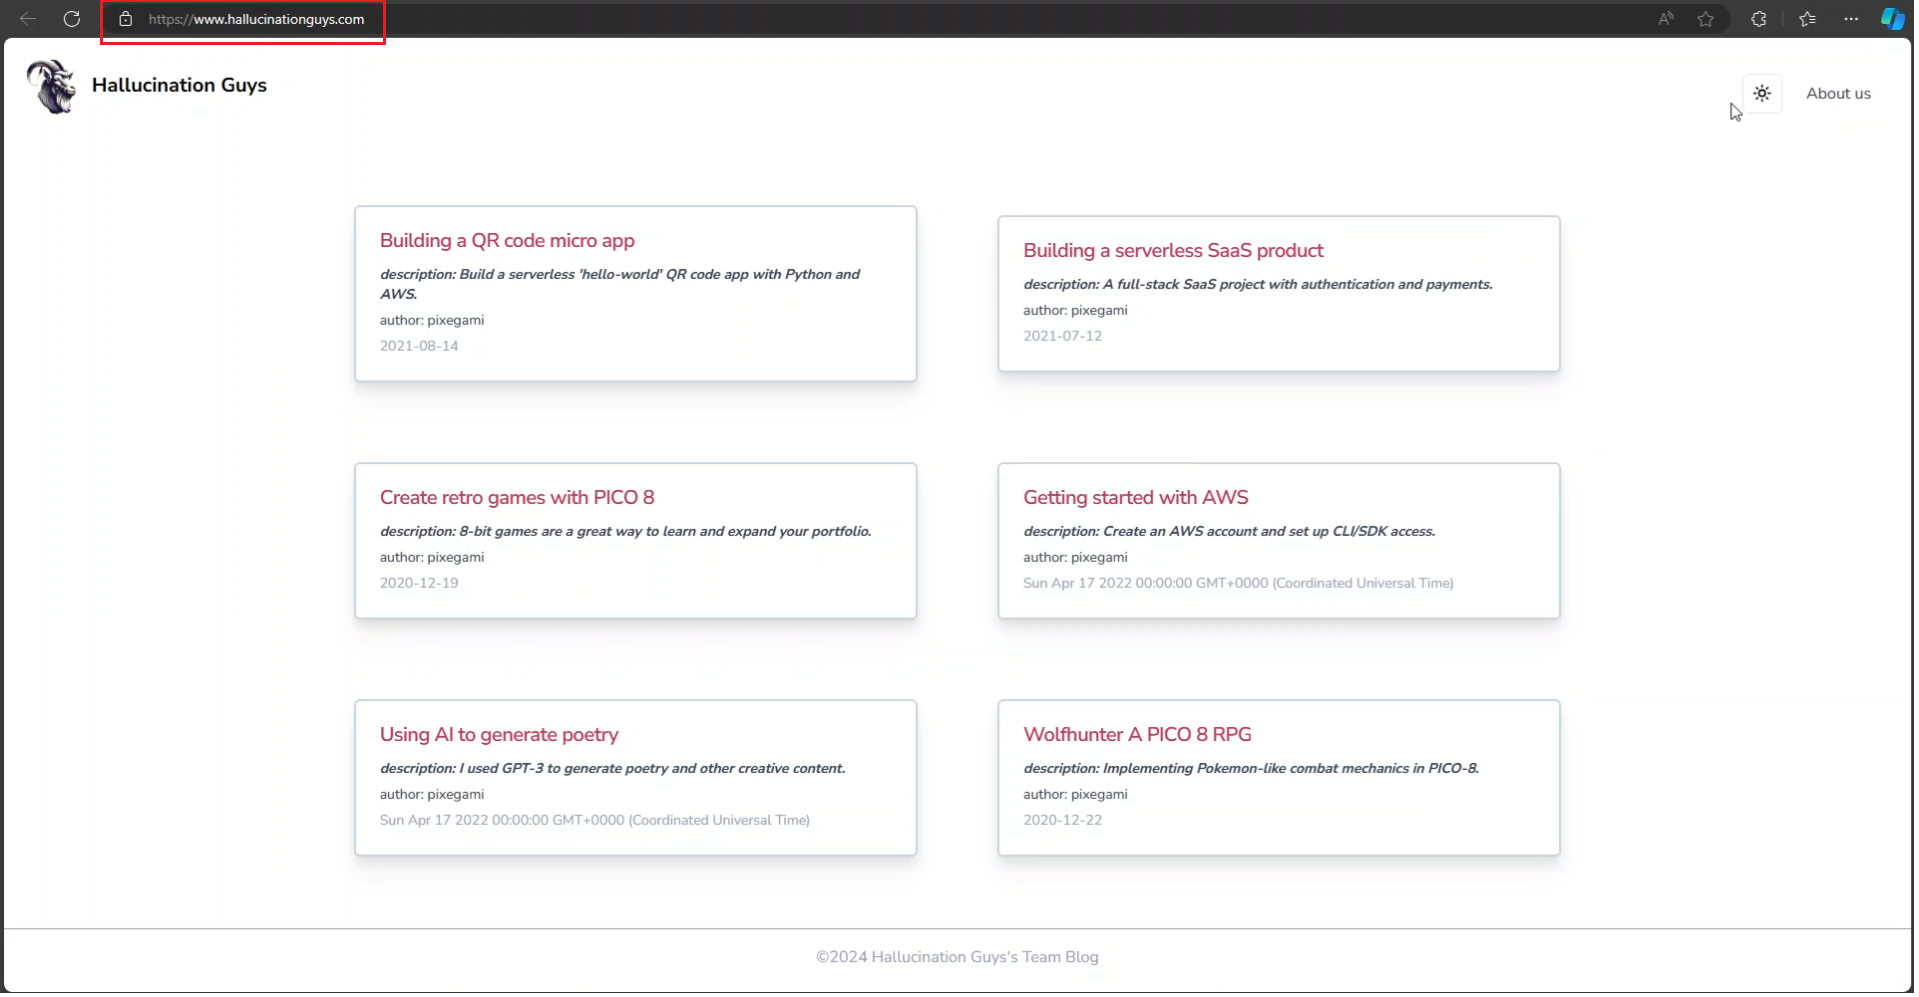 https://www.hallucinationguys.com
Hallucination Guys
About us
Building a QR code micro app
description: Build a serverless 'hello-world' QR code app with Python and
AWS.
author: pixegami
2021-08-14
Building a serverless SaaS product
description: A full-stack SaaS project with authentication and payments.
author: pixegami
2021-07-12
Create retro games with PICO 8
description: 8-bit games are a great way to learn and expand your portfolio.
author: pixegami
2020-12-19
Getting started with AWS
description: Create an AWS account and set up CLI/SDK access.
author: pixegami
Sun Apr 17 2022 00:00:00 GMT+0000 (Coordinated Universal Time)
Using AI to generate poetry
description: I used GPT-3 to generate poetry and other creative content.
author: pixegami
Sun Apr 17 2022 00:00:00 GMT+0000 (Coordinated Universal Time)
Wolfhunter A PICO 8 RPG
description: Implementing Pokemon-like combat mechanics in PICO-8.
author: pixegami
2020-12-22
©2024 Hallucination Guys's Team Blog